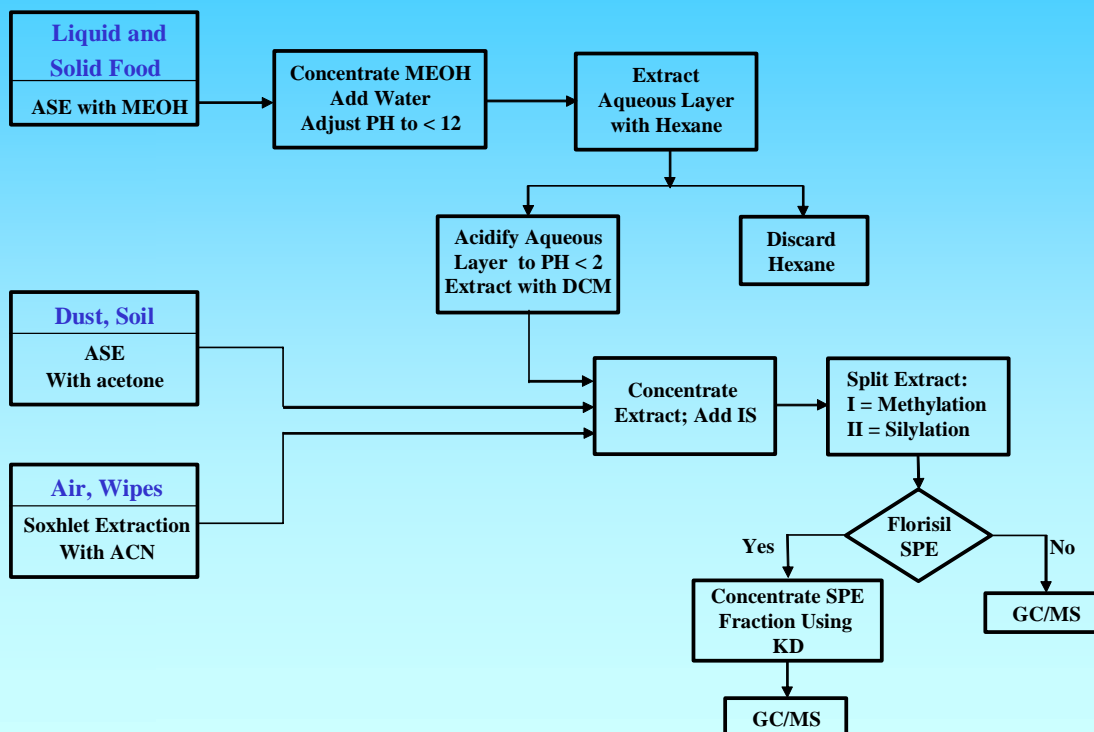 Liquid and
Solid Food
ASE with MEOH
Concentrate MEOH
Add Water
Adjust PH to < 12
Extract
Aqueous Layer
with Hexane
Acidify Aqueous
Layer to PH < 2
Extract with DCM
Discard
Hexane
Dust, Soil
ASE
With acetone
Air, Wipes
Soxhlet Extraction
With ACN
Concentrate
Extract; Add IS
Split Extract:
I = Methylation
II = Silylation
Florisil
SPE
Yes
No
Concentrate SPE
Fraction Using
KD
GC/MS
GC/MS